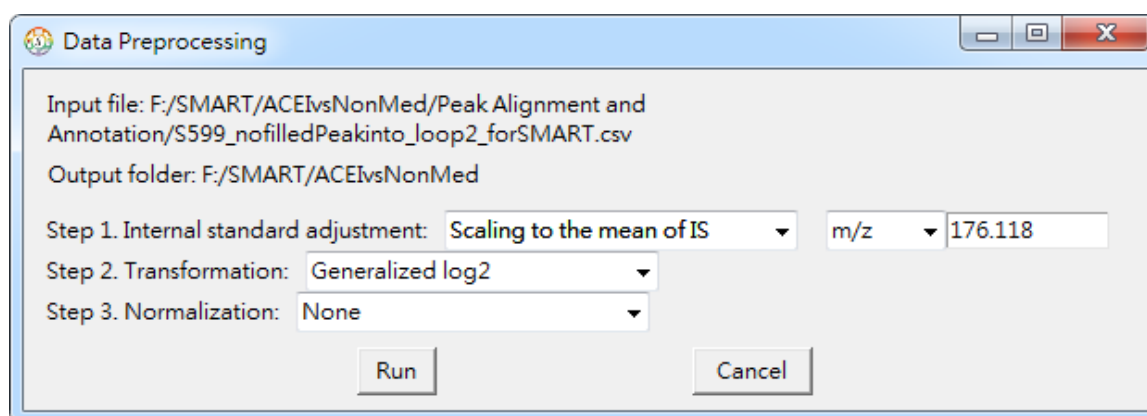 Data Preprocessing
Input file: F:/SMART/ACEIvsNonMed/Peak Alignment and
Annotation/S599_nofilledPeakinto_loop2_forSMART.csv
Output folder: F:/SMART/ACEIvsNonMed
Step 1. Internal standard adjustment: Scaling to the mean of IS m/z 176.118
Step 2. Transformation: Generalized log2
Step 3. Normalization: None
Run Cancel